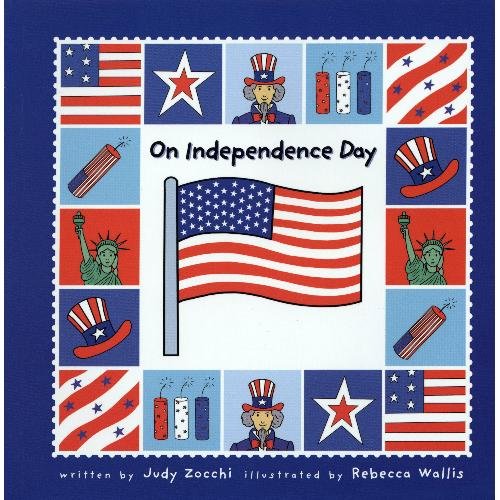 On Independence Day
written by Judy Zocchi illustrated by Rebecca Wallis